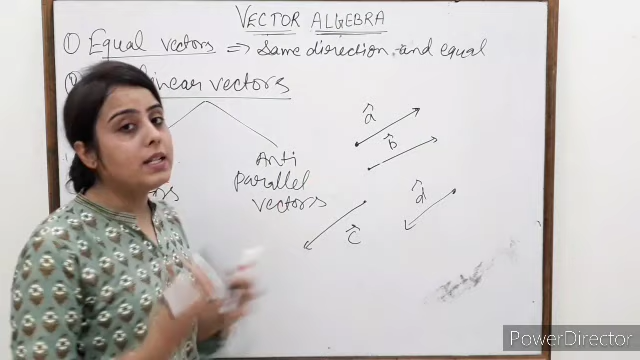 VECTOR ALGEBRA
① Equal vectors ⇒ Same direction and equal
linear vectors
Anti
parallel
vectors
a
b
c
d
PowerDirector